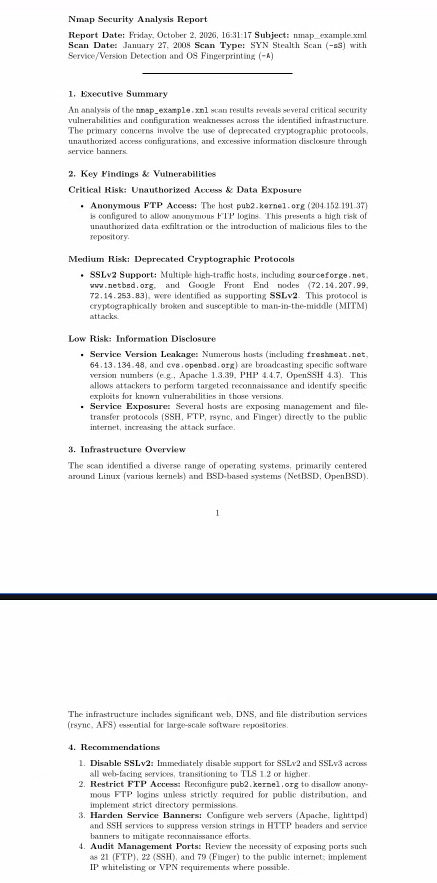 Nmap Security Analysis Report
Report Date: Friday, October 2, 2026, 16:31:17 Subject: nmap_example.xml
Scan Date: January 27, 2008 Scan Type: SYN Stealth Scan (-sS) with
Service/Version Detection and OS Fingerprinting (-A)
1. Executive Summary
An analysis of the nmap_example.xml scan results reveals several critical security
vulnerabilities and configuration weaknesses across the identified infrastructure.
The primary concerns involve the use of deprecated cryptographic protocols,
unauthorized access configurations, and excessive information disclosure through
service banners.
2. Key Findings & Vulnerabilities
Critical Risk: Unauthorized Access & Data Exposure
• Anonymous FTP Access: The host pub2.kernel.org (204.152.191.37)
is configured to allow anonymous FTP logins. This presents a high risk of
unauthorized data exfiltration or the introduction of malicious files to the
repository.
Medium Risk: Deprecated Cryptographic Protocols
• SSLv2 Support: Multiple high-traffic hosts, including sourceforge.net,
www.netbsd.org, and Google Front End nodes (72.14.207.99,
72.14.253.83), were identified as supporting SSLv2. This protocol is
cryptographically broken and susceptible to man-in-the-middle (MITM)
attacks.
Low Risk: Information Disclosure
• Service Version Leakage: Numerous hosts (including freshmeat.net,
64.13.134.48, and cvs.openbsd.org) are broadcasting specific software
version numbers (e.g., Apache 1.3.39, PHP 4.4.7, OpenSSH 4.3). This
allows attackers to perform targeted reconnaissance and identify specific
exploits for known vulnerabilities in those versions.
• Service Exposure: Several hosts are exposing management and file-
transfer protocols (SSH, FTP, rsync, and Finger) directly to the public
internet, increasing the attack surface.
3. Infrastructure Overview
The scan identified a diverse range of operating systems, primarily centered
around Linux (various kernels) and BSD-based systems (NetBSD, OpenBSD).
1
The infrastructure includes significant web, DNS, and file distribution services
(rsync, AFS) essential for large-scale software repositories.
4. Recommendations
1. Disable SSLv2: Immediately disable support for SSLv2 and SSLv3 across
all web-facing services, transitioning to TLS 1.2 or higher.
2. Restrict FTP Access: Reconfigure pub2.kernel.org to disallow anony-
mous FTP logins unless strictly required for public distribution, and
implement strict directory permissions.
3. Harden Service Banners: Configure web servers (Apache, lighttpd)
and SSH services to suppress version strings in HTTP headers and service
banners to mitigate reconnaissance efforts.
4. Audit Management Ports: Review the necessity of exposing ports such
as 21 (FTP), 22 (SSH), and 79 (Finger) to the public internet; implement
IP whitelisting or VPN requirements where possible.